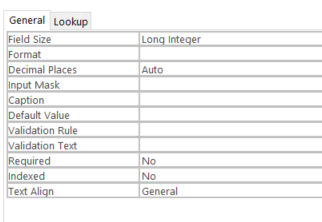 General Lookup
Field Size Long Integer
Format
Decimal Places Auto
Input Mask
Caption
Default Value
Validation Rule
Validation Text
Required No
Indexed No
Text Align General